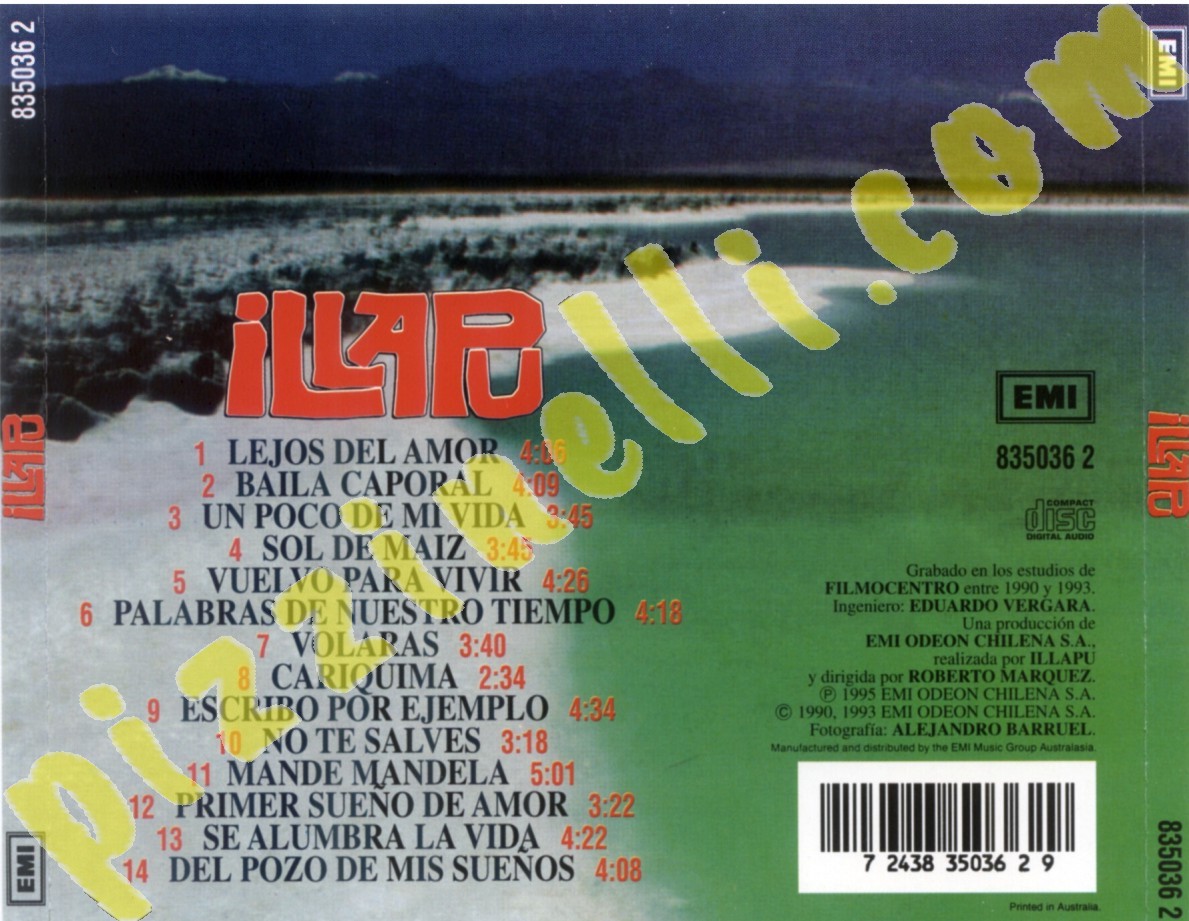 835036 2
EMI
iLLAPU
1 LEJOS DEL AMOR 4:06
2 BAILA CAPORAL 4:09
3 UN POCO DE MI VIDA 3:45
4 SOL DE MAIZ 3:45
5 VUELVO PARA VIVIR 4:26
6 PALABRAS DE NUESTRO TIEMPO 4:18
7 VOLARAS 3:40
8 CARIQUIMA 2:34
9 ESCRIBO POR EJEMPLO 4:34
10 NO TE SALVES 3:18
11 MANDE MANDELA 5:01
12 PRIMER SUEÑO DE AMOR 3:22
13 SE ALUMBRA LA VIDA 4:22
14 DEL POZO DE MIS SUEÑOS 4:08
EMI
835036 2
COMPACT
disc
DIGITAL AUDIO
Grabado en los estudios de
FILMOCENTRO entre 1990 y 1993.
Ingeniero: EDUARDO VERGARA.
Una producción de
EMI ODEON CHILENA S.A.,
realizada por ILLAPU
y dirigida por ROBERTO MARQUEZ.
℗ 1995 EMI ODEON CHILENA S.A.
© 1990, 1993 EMI ODEON CHILENA S.A.
Fotografía: ALEJANDRO BARRUEL.
Manufactured and distributed by the EMI Music Group Australasia.
7 24383 5036 2 9
Printed in Australia.
iLLAPU
EMI
iLLAPU
835036 2
pizzinelli.com